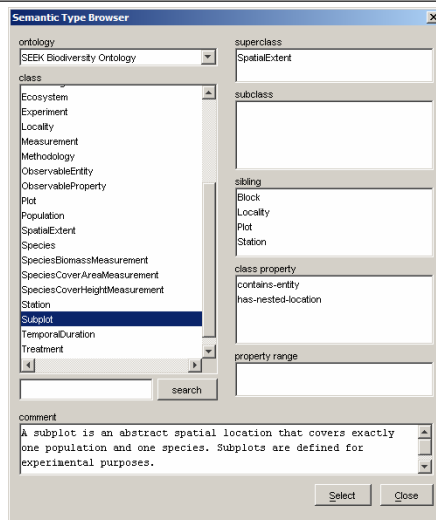 Semantic Type Browser
ontology
SEEK Biodiversity Ontology
class
Ecosystem
Experiment
Locality
Measurement
Methodology
ObservableEntity
ObservableProperty
Plot
Population
SpatialExtent
Species
SpeciesBiomassMeasurement
SpeciesCoverAreaMeasurement
SpeciesCoverHeightMeasurement
Station
Subplot
TemporalDuration
Treatment
search
superclass
SpatialExtent
subclass
sibling
Block
Locality
Plot
Station
class property
contains-entity
has-nested-location
property range
comment
A subplot is an abstract spatial location that covers exactly
one population and one species. Subplots are defined for
experimental purposes.
Select
Close